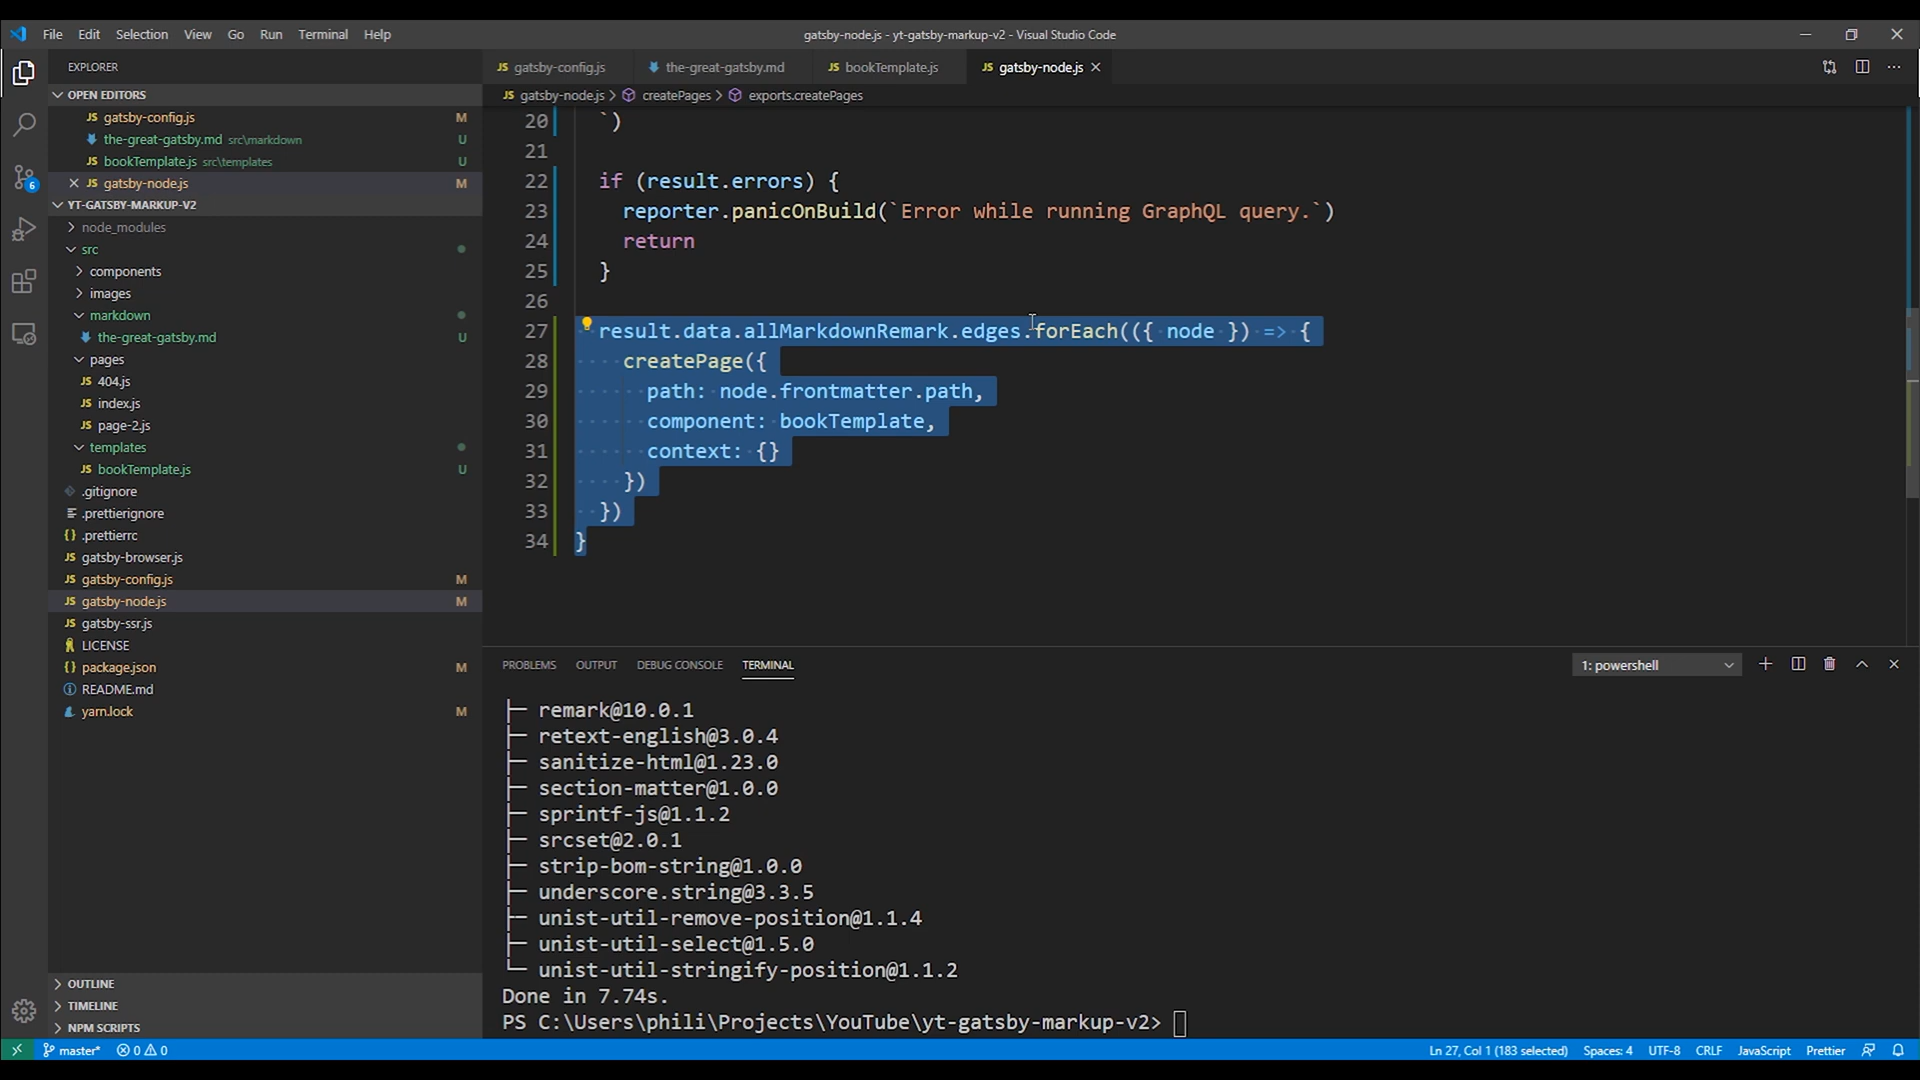 File Edit Selection View Go Run Terminal Help
gatsby-node.js - yt-gatsby-markup-v2 - Visual Studio Code
EXPLORER
OPEN EDITORS
JS gatsby-config.js M
the-great-gatsby.md src\markdown U
JS bookTemplate.js src\templates U
JS gatsby-node.js M
6
YT-GATSBY-MARKUP-V2
node_modules
src
components
images
markdown
the-great-gatsby.md U
pages
JS 404.js
JS index.js
JS page-2.js
templates
JS bookTemplate.js U
.gitignore
.prettierignore
{} .prettierrc
JS gatsby-browser.js
JS gatsby-config.js M
JS gatsby-node.js M
JS gatsby-ssr.js
LICENSE
{} package.json M
README.md
yarn.lock M
OUTLINE
TIMELINE
NPM SCRIPTS
JS gatsby-config.js the-great-gatsby.md JS bookTemplate.js JS gatsby-node.js
JS gatsby-node.js > createPages > exports.createPages
20 `)
21
22 if (result.errors) {
23 reporter.panicOnBuild(`Error while running GraphQL query.`)
24 return
25 }
26
27 result.data.allMarkdownRemark.edges.forEach(({ node }) => {
28 createPage({
29 path: node.frontmatter.path,
30 component: bookTemplate,
31 context: {}
32 })
33 })
34 }
PROBLEMS OUTPUT DEBUG CONSOLE TERMINAL 1: powershell
├─ remark@10.0.1
├─ retext-english@3.0.4
├─ sanitize-html@1.23.0
├─ section-matter@1.0.0
├─ sprintf-js@1.1.2
├─ srcset@2.0.1
├─ strip-bom-string@1.0.0
├─ underscore.string@3.3.5
├─ unist-util-remove-position@1.1.4
├─ unist-util-select@1.5.0
└─ unist-util-stringify-position@1.1.2
Done in 7.74s.
PS C:\Users\phili\Projects\YouTube\yt-gatsby-markup-v2>
master* 0 0 Ln 27, Col 1 (183 selected) Spaces: 4 UTF-8 CRLF JavaScript Prettier